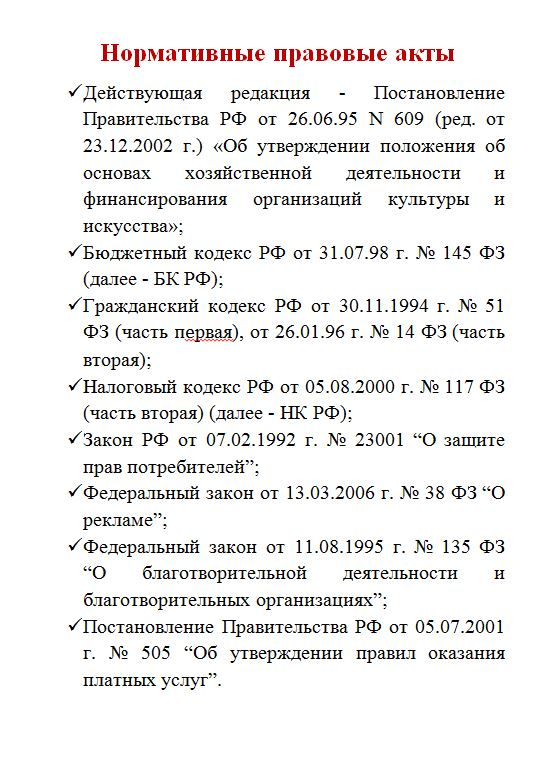 Нормативные правовые акты
✓Действующая редакция - Постановление
Правительства РФ от 26.06.95 N 609 (ред. от
23.12.2002 г.) «Об утверждении положения об
основах хозяйственной деятельности и
финансирования организаций культуры и
искусства»;
✓Бюджетный кодекс РФ от 31.07.98 г. № 145 ФЗ
(далее - БК РФ);
✓Гражданский кодекс РФ от 30.11.1994 г. № 51
ФЗ (часть первая), от 26.01.96 г. № 14 ФЗ (часть
вторая);
✓Налоговый кодекс РФ от 05.08.2000 г. № 117 ФЗ
(часть вторая) (далее - НК РФ);
✓Закон РФ от 07.02.1992 г. № 23001 “О защите
прав потребителей”;
✓Федеральный закон от 13.03.2006 г. № 38 ФЗ “О
рекламе”;
✓Федеральный закон от 11.08.1995 г. № 135 ФЗ
“О благотворительной деятельности и
благотворительных организациях”;
✓Постановление Правительства РФ от 05.07.2001
г. № 505 “Об утверждении правил оказания
платных услуг”.